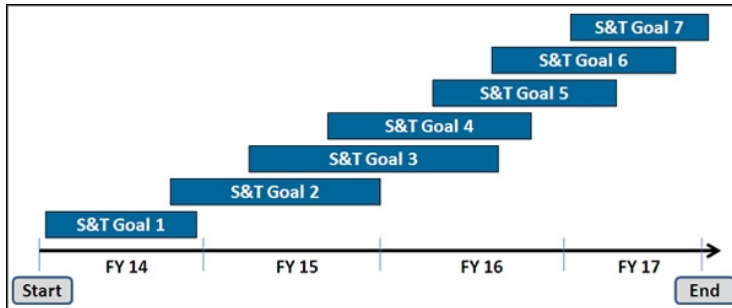 S&T Goal 7
S&T Goal 6
S&T Goal 5
S&T Goal 4
S&T Goal 3
S&T Goal 2
S&T Goal 1
FY 14 FY 15 FY 16 FY 17
Start End